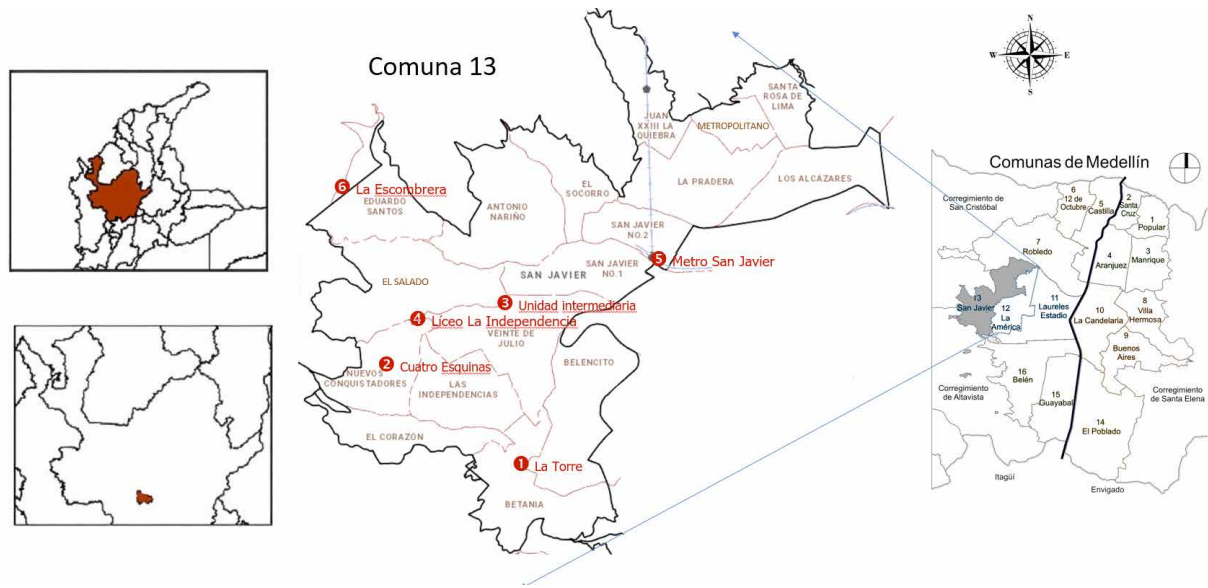 Comuna 13
N
W
E
S
SANTA
ROSA DE
LIMA
JUAN
XXIII LA
QUIEBRA
METROPOLITANO
LA PRADERA
LOS ALCÁZARES
6 La Escombrera
EDUARDO
SANTOS
ANTONIO
NARIÑO
EL
SOCORRO
SAN JAVIER
NO.2
SAN JAVIER
NO.1
5 Metro San Javier
SAN JAVIER
EL SALADO
3 Unidad intermediaria
4 Liceo La Independencia
VEINTE DE
JULIO
BELENCITO
2 Cuatro Esquinas
NUEVOS
CONQUISTADORES
LAS
INDEPENDENCIAS
EL CORAZÓN
1 La Torre
BETANIA
Comunas de Medellín
Corregimiento de
San Cristóbal
6
12 de
Octubre
5
Castilla
2
Santa
Cruz
1
Popular
7
Robledo
4
Aranjuez
3
Manrique
13
San Javier
12
La
América
11
Laureles
Estadio
10
La Candelaria
8
Villa
Hermosa
9
Buenos
Aires
16
Belén
15
Guayabal
14
El Poblado
Corregimiento
de Altavista
Corregimiento
de Santa Elena
Itagüí
Envigado